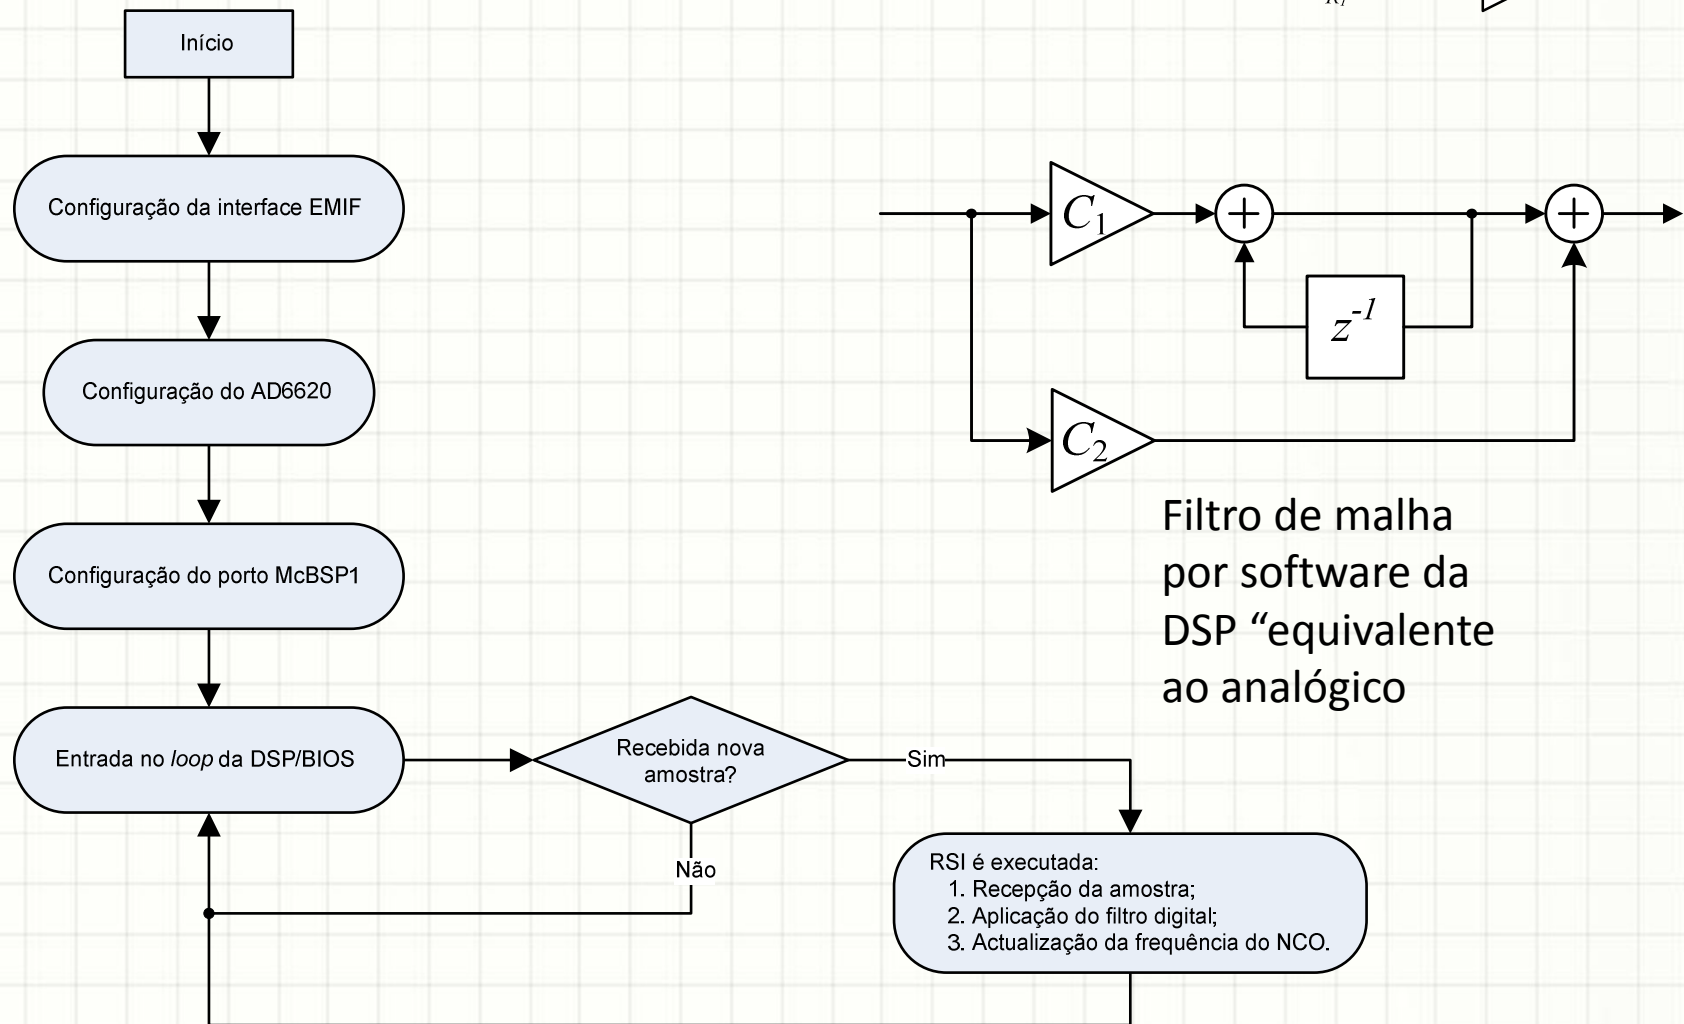 R1
Início
Configuração da interface EMIF
Configuração do AD6620
Configuração do porto McBSP1
Entrada no loop da DSP/BIOS
Recebida nova
amostra?
Sim
Não
RSI é executada:
1. Recepção da amostra;
2. Aplicação do filtro digital;
3. Actualização da frequência do NCO.
C1
+
+
z-1
C2
Filtro de malha
por software da
DSP “equivalente
ao analógico